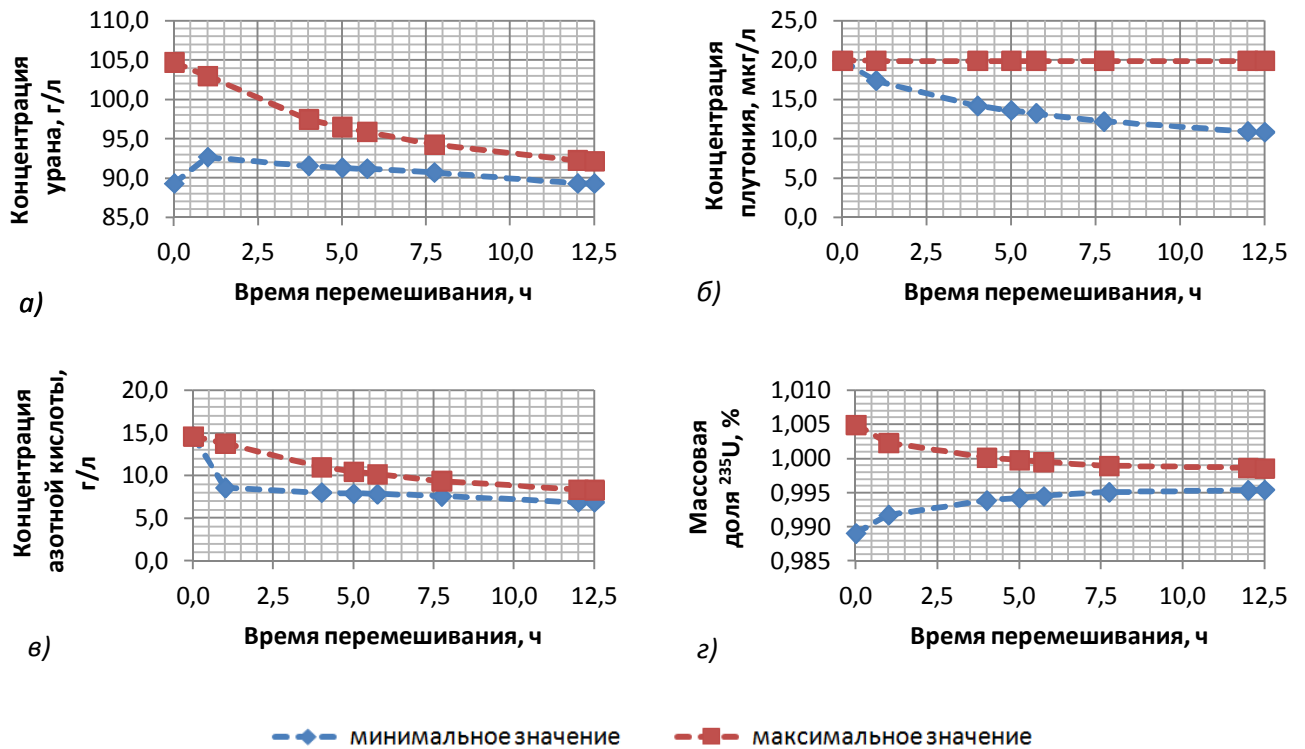 Концентрация
урана, г/л
110,0
105,0
100,0
95,0
90,0
85,0
0,0 2,5 5,0 7,5 10,0 12,5
Время перемешивания, ч
а)
Концентрация
плутония, мкг/л
25,0
20,0
15,0
10,0
5,0
0,0
0,0 2,5 5,0 7,5 10,0 12,5
Время перемешивания, ч
б)
Концентрация
азотной кислоты,
г/л
20,0
15,0
10,0
5,0
0,0
0,0 2,5 5,0 7,5 10,0 12,5
Время перемешивания, ч
в)
Массовая
доля ²³⁵U, %
1,010
1,005
1,000
0,995
0,990
0,985
0,0 2,5 5,0 7,5 10,0 12,5
Время перемешивания, ч
г)
минимальное значение максимальное значение